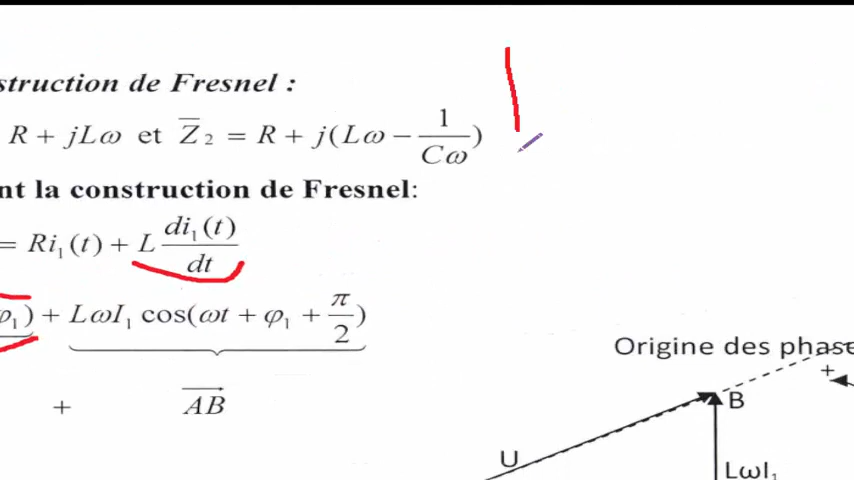 struction de Fresnel :
R + jLω et Z̅₂ = R + j(Lω − 1/Cω)
nt la construction de Fresnel:
= Ri₁(t) + L di₁(t)/dt
φ₁) + LωI₁ cos(ωt + φ₁ + π/2)
+ AB
Origine des phase
+
B
U
LωI₁